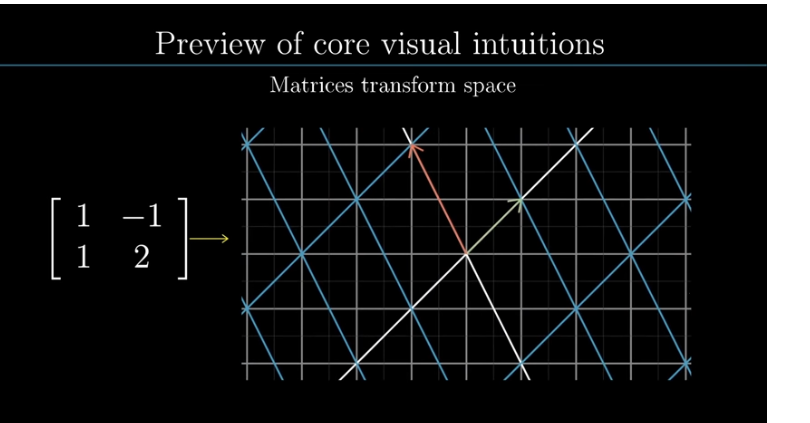 Preview of core visual intuitions
Matrices transform space
1 −1
1 2